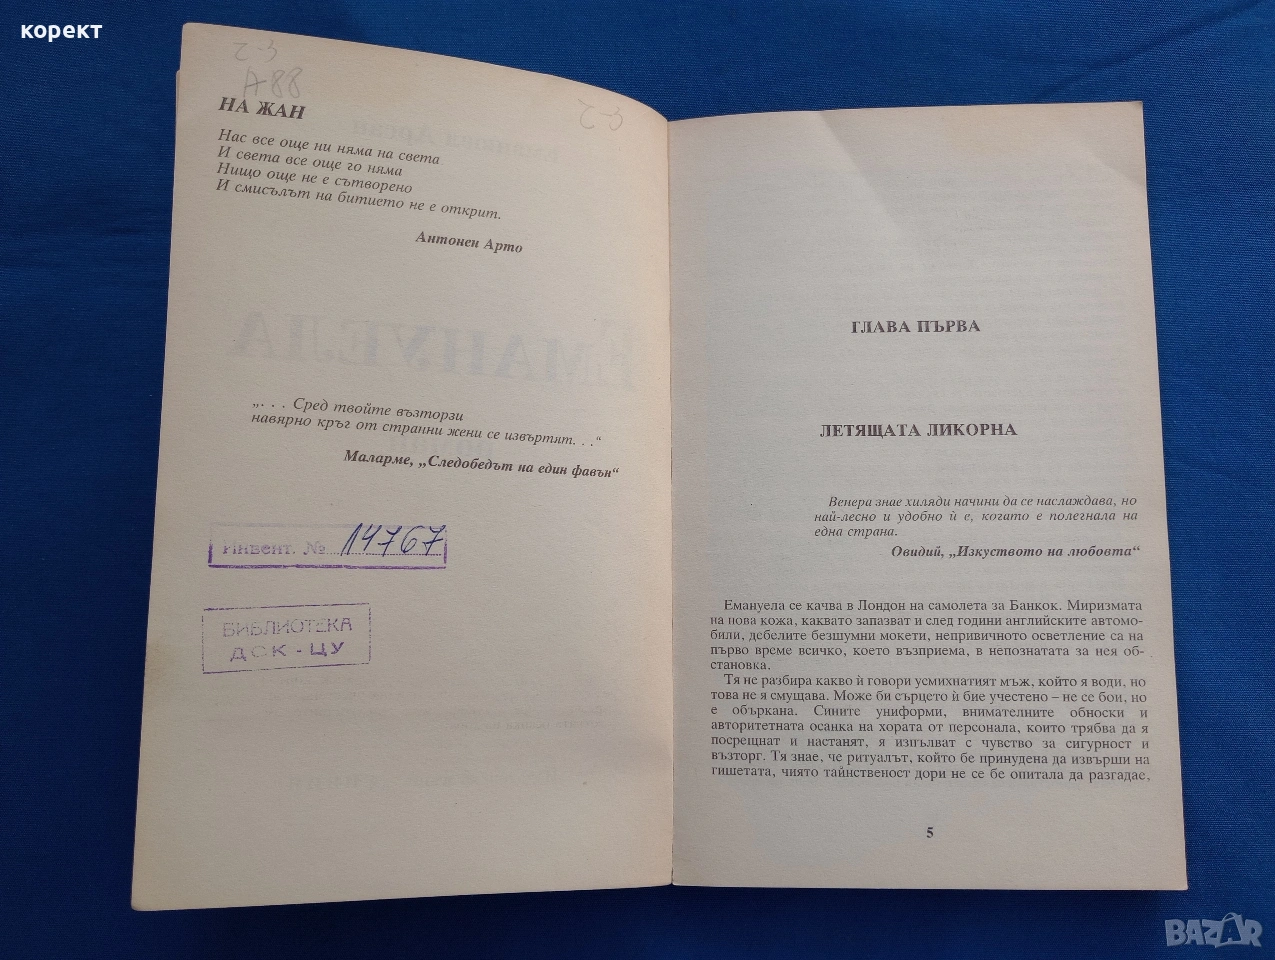 корект
Г-3
А-88
НА ЖАН
Нас все още ни няма на света
И света все още го няма
Нищо още не е сътворено
И смисълът на битието не е открит.
Антонен Арто
„. . . Сред твойте възторзи
навярно кръг от странни жени се извъртят. . .“
Маларме, „Следобедът на един фавън“
Инвент. № 14767
БИБЛИОТЕКА
ДСК - ЦУ
Г-3
ГЛАВА ПЪРВА
ЛЕТЯЩАТА ЛИКОРНА
Венера знае хиляди начини да се наслаждава, но
най-лесно и удобно ѝ е, когато е полегнала на
една страна.
Овидий, „Изкуството на любовта“
Емануела се качва в Лондон на самолета за Банкок. Миризмата
на нова кожа, каквато запазват и след години английските автомо-
били, дебелите безшумни мокети, непривичното осветление са на
първо време всичко, което възприема, в непознатата за нея об-
становка.
Тя не разбира какво ѝ говори усмихнатият мъж, който я води, но
това не я смущава. Може би сърцето ѝ бие учестено – не се бои, но
е объркана. Сините униформи, внимателните обноски и
авторитетната осанка на хората от персонала, които трябва да я
посрещнат и настанят, я изпълват с чувство за сигурност и
възторг. Тя знае, че ритуалът, който бе принудена да извърши на
гишетата, чиято тайнственост дори не се бе опитала да разгадае,
5
BAZAR